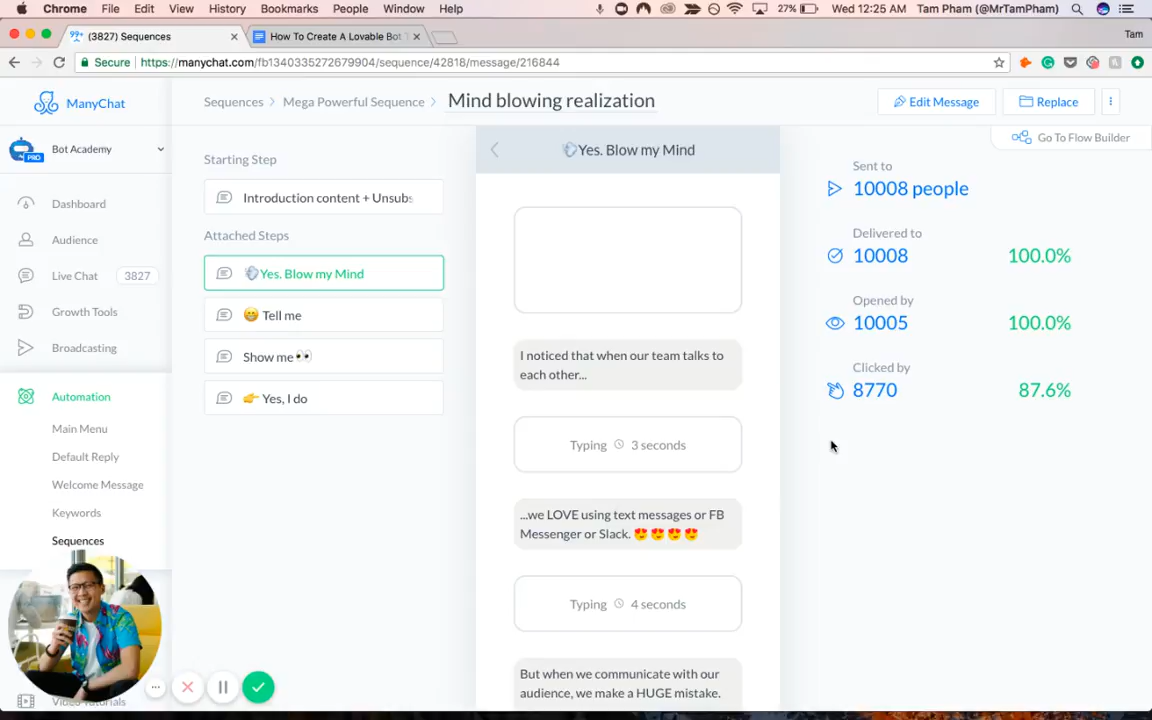 Chrome File Edit View History Bookmarks People Window Help 27% Wed 12:25 AM Tam Pham (@MrTamPham)
(3827) Sequences × How To Create A Lovable Bot × Tam
Secure https://manychat.com/fb1340335272679904/sequence/42818/message/216844
ManyChat
Sequences > Mega Powerful Sequence > Mind blowing realization
Edit Message Replace
Go To Flow Builder
PRO Bot Academy
Dashboard
Audience
Live Chat 3827
Growth Tools
Broadcasting
Automation
Main Menu
Default Reply
Welcome Message
Keywords
Sequences
Video Tutorials
Starting Step
Introduction content + Unsubs
Attached Steps
💨Yes. Blow my Mind
😁 Tell me
Show me👀
👉 Yes, I do
💨Yes. Blow my Mind
I noticed that when our team talks to
each other...
Typing 3 seconds
...we LOVE using text messages or FB
Messenger or Slack. 😍 😍 😍 😍
Typing 4 seconds
But when we communicate with our
audience, we make a HUGE mistake.
Sent to
10008 people
Delivered to
10008 100.0%
Opened by
10005 100.0%
Clicked by
8770 87.6%